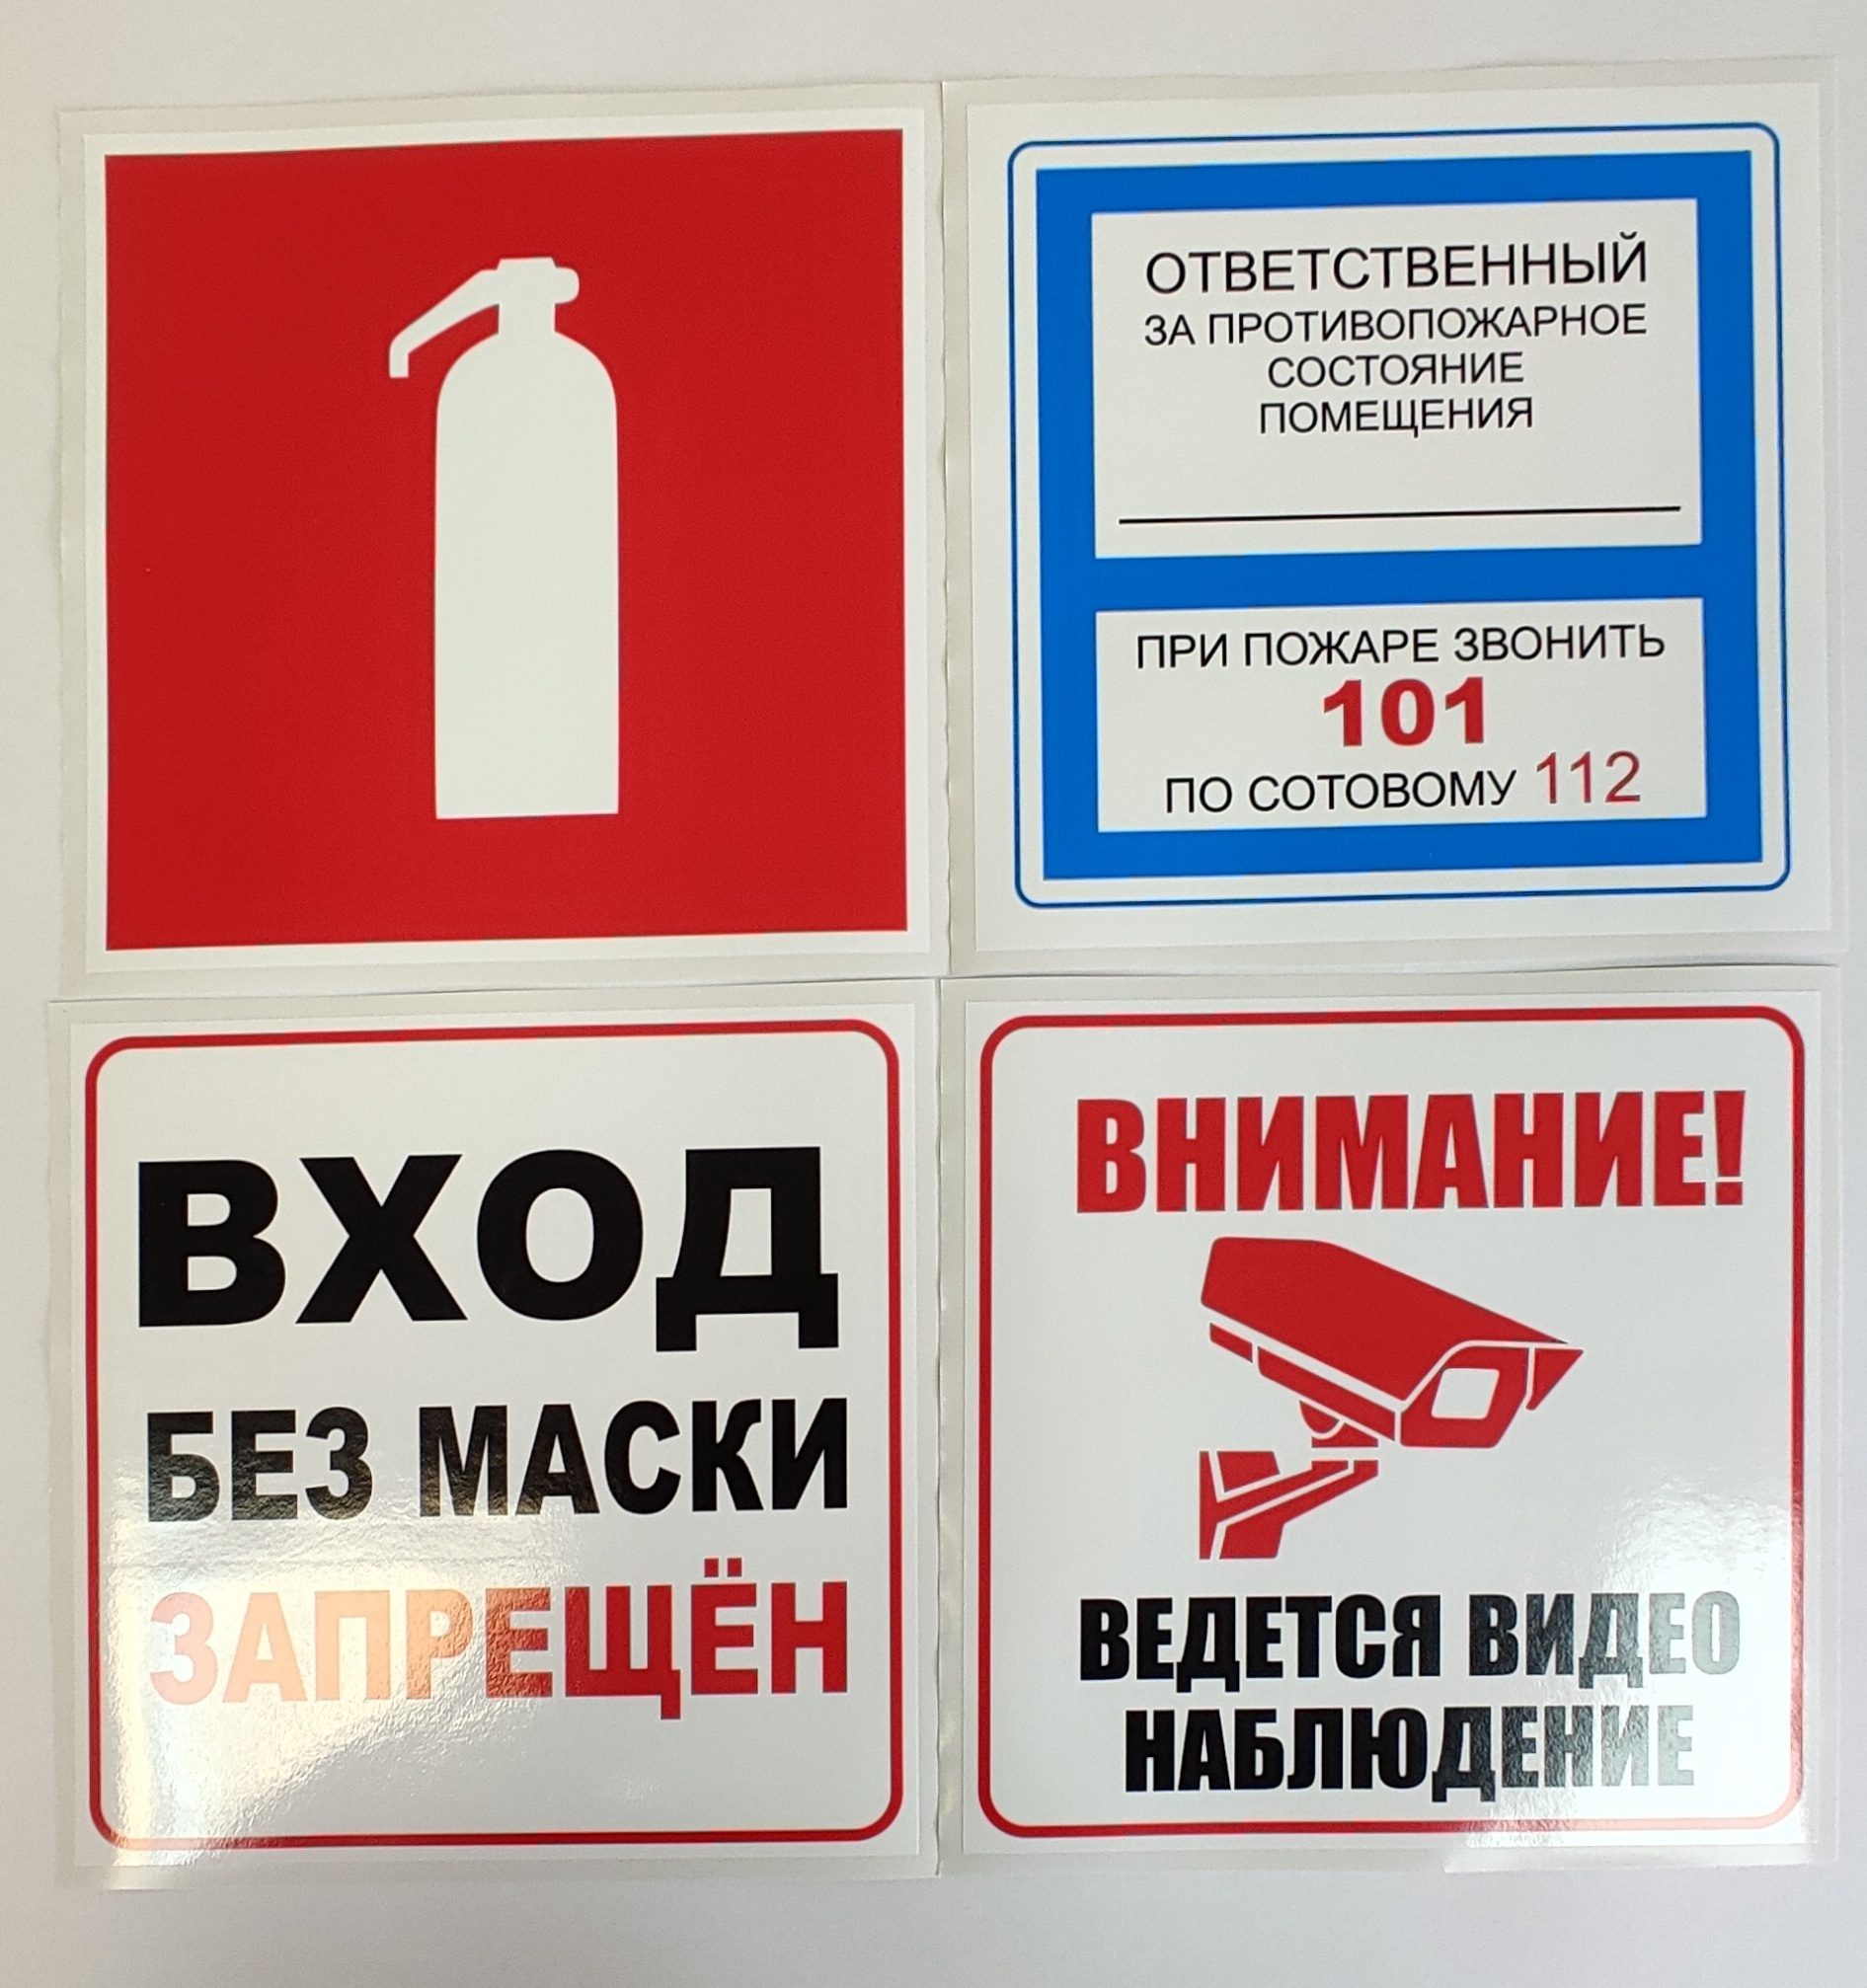 ОТВЕТСТВЕННЫЙ
ЗА ПРОТИВОПОЖАРНОЕ
СОСТОЯНИЕ
ПОМЕЩЕНИЯ
ПРИ ПОЖАРЕ ЗВОНИТЬ
101
ПО СОТОВОМУ 112
ВХОД
БЕЗ МАСКИ
ЗАПРЕЩЁН
ВНИМАНИЕ!
ВЕДЕТСЯ ВИДЕО
НАБЛЮДЕНИЕ